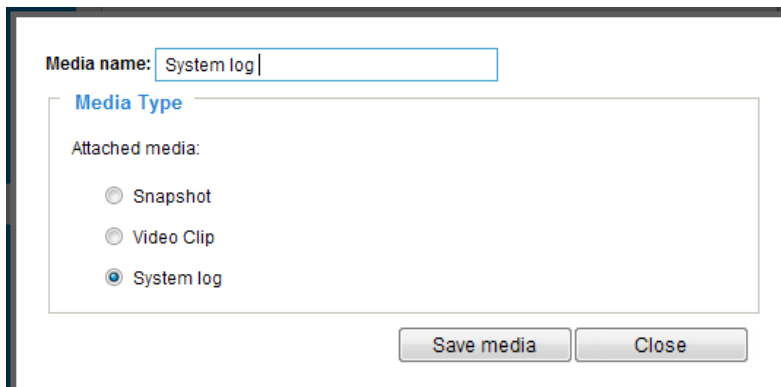 Media name: System log
Media Type
Attached media:
Snapshot
Video Clip
System log
Save media Close